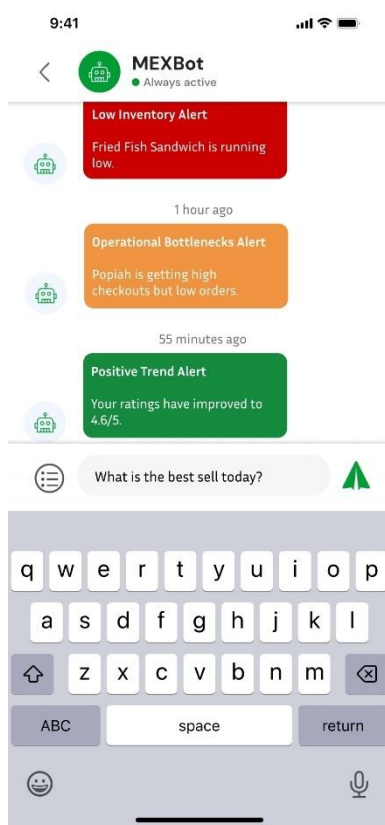 9:41
MEXBot
Always active
Low Inventory Alert
Fried Fish Sandwich is running
low.
1 hour ago
Operational Bottlenecks Alert
Popiah is getting high
checkouts but low orders.
55 minutes ago
Positive Trend Alert
Your ratings have improved to
4.6/5.
What is the best sell today?
q w e r t y u i o p
a s d f g h j k l
z x c v b n m
ABC space return